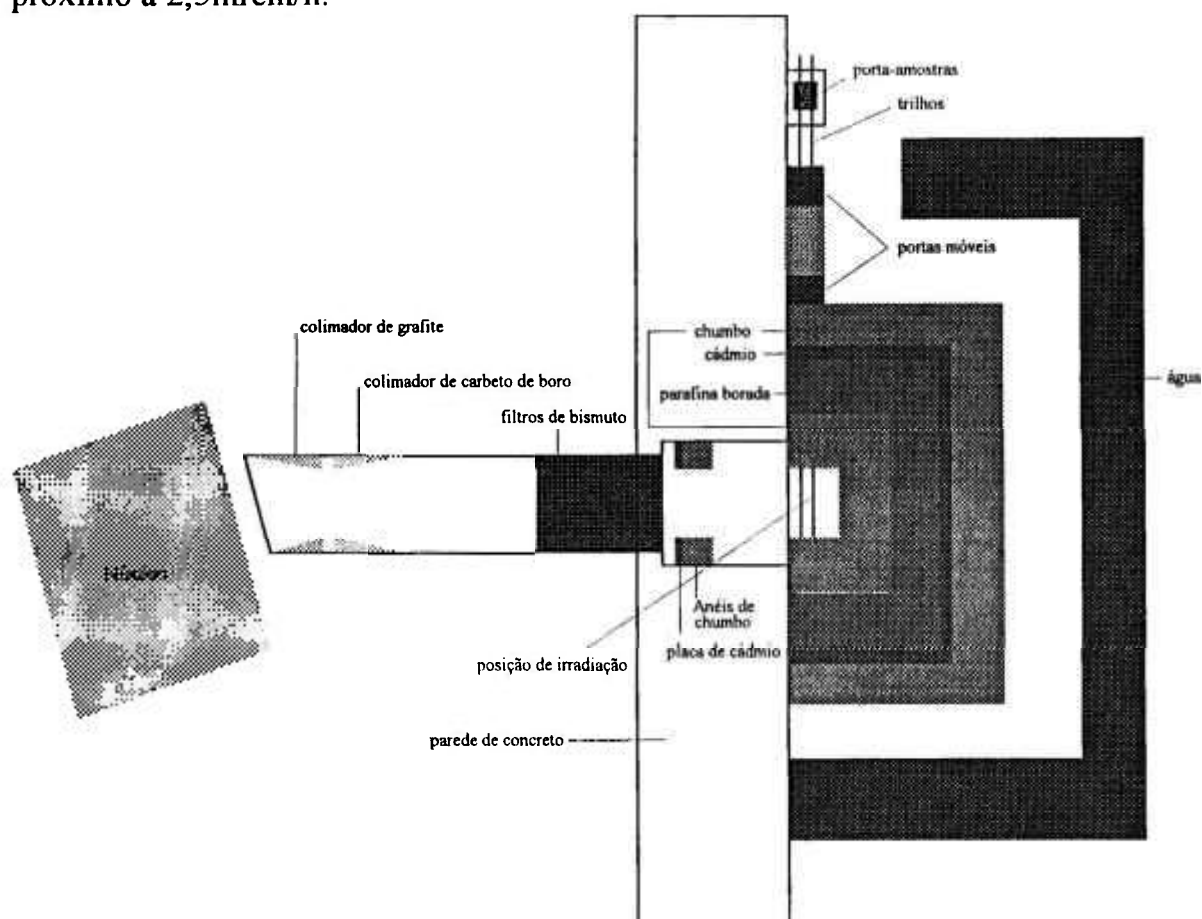 próximo a 2,5mrem/h.
porta-amostras
trilhos
portas móveis
colimador de grafite
chumbo
cádmio
colimador de carbeto de boro
água
parafina borada
filtros de bismuto
Núcleo
Anéis de
chumbo
placa de cádmio
posição de irradiação
parede de concreto